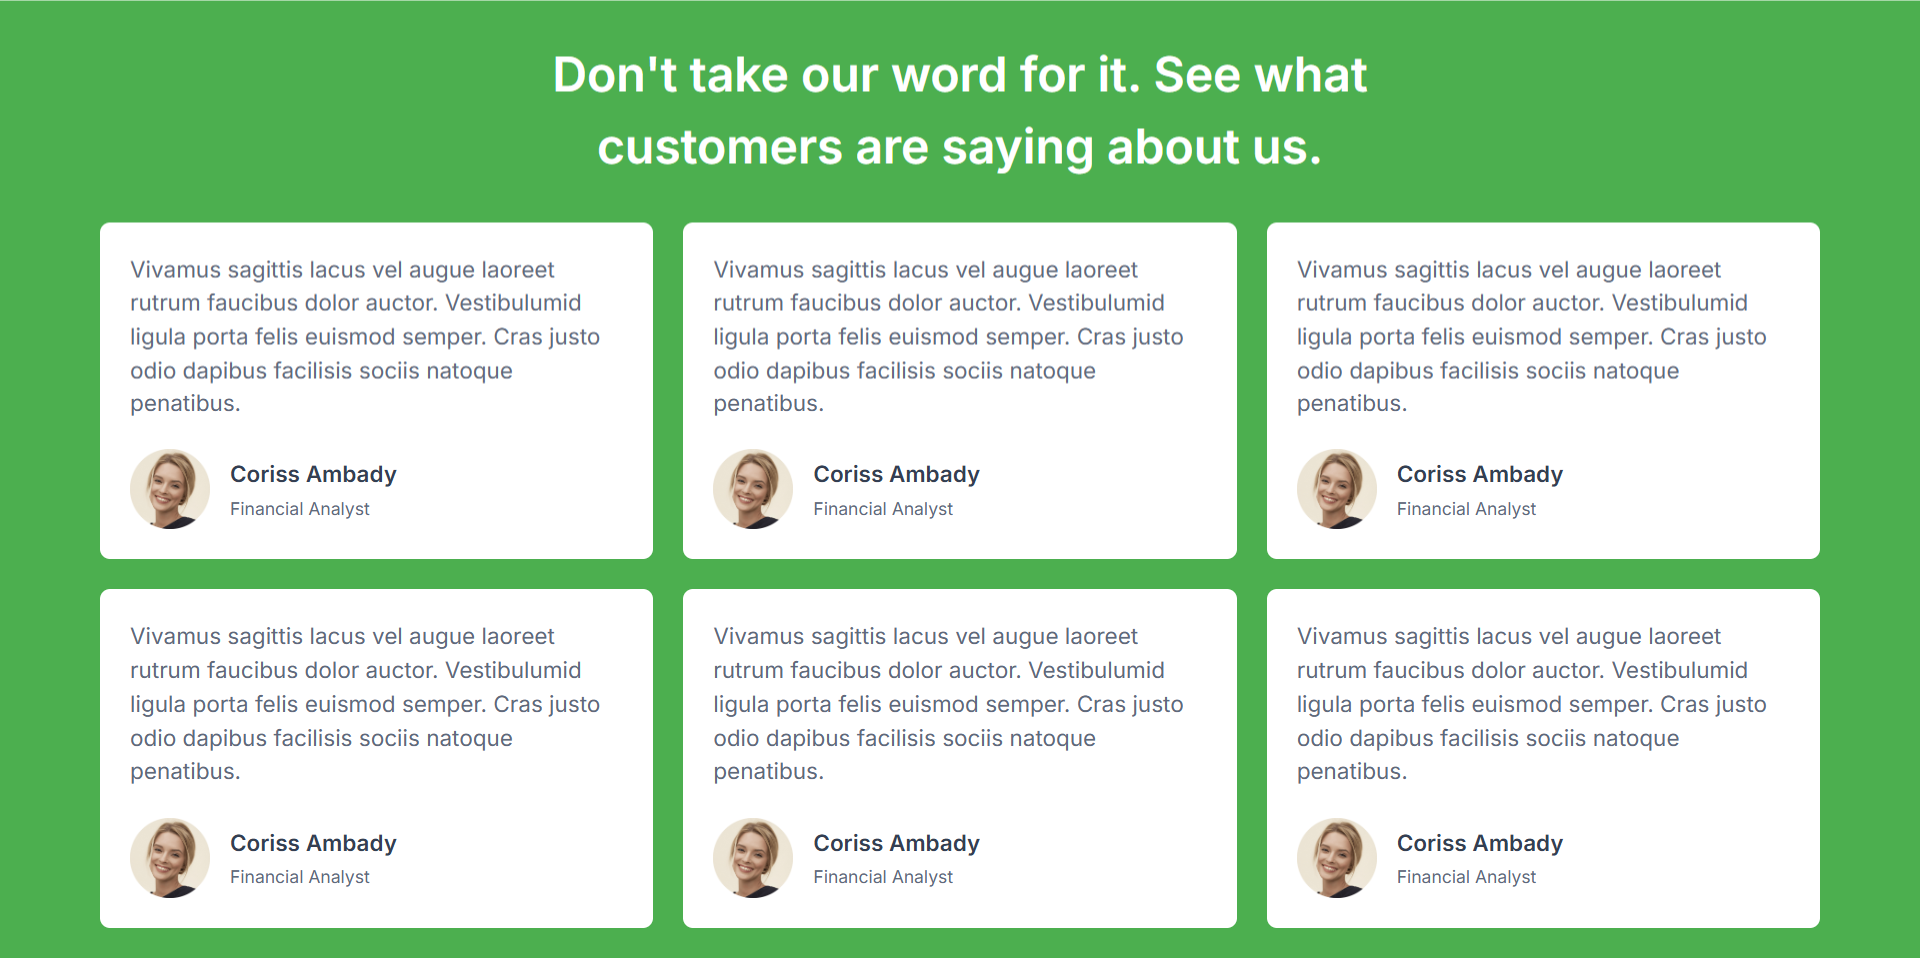 Don't take our word for it. See what
customers are saying about us.
Vivamus sagittis lacus vel augue laoreet
rutrum faucibus dolor auctor. Vestibulumid
ligula porta felis euismod semper. Cras justo
odio dapibus facilisis sociis natoque
penatibus.
Coriss Ambady
Financial Analyst
Vivamus sagittis lacus vel augue laoreet
rutrum faucibus dolor auctor. Vestibulumid
ligula porta felis euismod semper. Cras justo
odio dapibus facilisis sociis natoque
penatibus.
Coriss Ambady
Financial Analyst
Vivamus sagittis lacus vel augue laoreet
rutrum faucibus dolor auctor. Vestibulumid
ligula porta felis euismod semper. Cras justo
odio dapibus facilisis sociis natoque
penatibus.
Coriss Ambady
Financial Analyst
Vivamus sagittis lacus vel augue laoreet
rutrum faucibus dolor auctor. Vestibulumid
ligula porta felis euismod semper. Cras justo
odio dapibus facilisis sociis natoque
penatibus.
Coriss Ambady
Financial Analyst
Vivamus sagittis lacus vel augue laoreet
rutrum faucibus dolor auctor. Vestibulumid
ligula porta felis euismod semper. Cras justo
odio dapibus facilisis sociis natoque
penatibus.
Coriss Ambady
Financial Analyst
Vivamus sagittis lacus vel augue laoreet
rutrum faucibus dolor auctor. Vestibulumid
ligula porta felis euismod semper. Cras justo
odio dapibus facilisis sociis natoque
penatibus.
Coriss Ambady
Financial Analyst